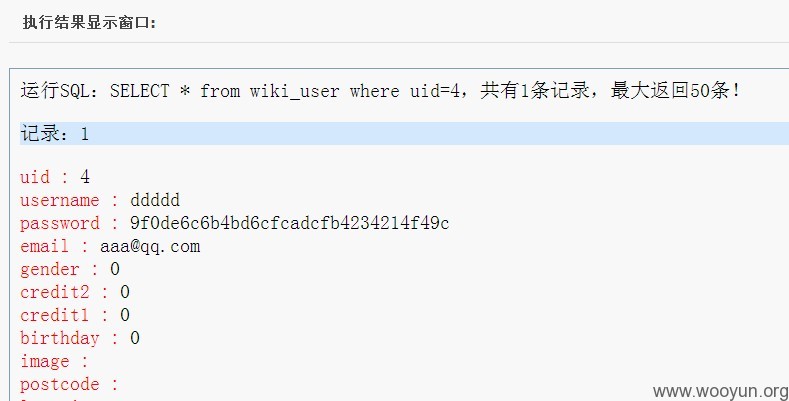 执行结果显示窗口:
运行SQL: SELECT * from wiki_user where uid=4, 共有1条记录, 最大返回50条!
记录: 1
uid : 4
username : ddddd
password : 9f0de6c6b4bd6cfcadcfb4234214f49c
email : aaa@qq.com
gender : 0
credit2 : 0
credit1 : 0
birthday : 0
image :
postcode :
www.wooyun.org